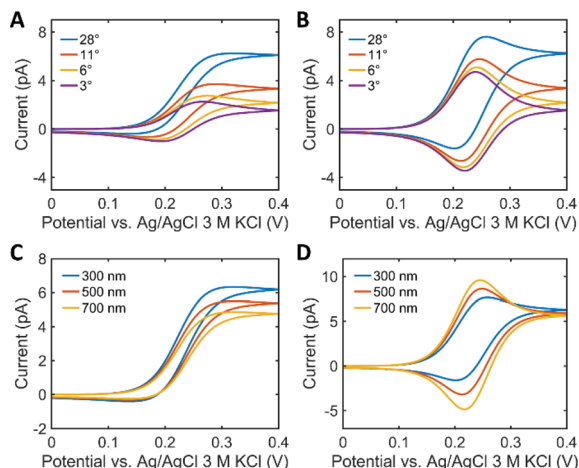 A
8
4
0
-4
28°
11°
6°
3°
Current (pA)
0 0.1 0.2 0.3 0.4
Potential vs. Ag/AgCl 3 M KCl (V)
B
8
4
0
-4
28°
11°
6°
3°
Current (pA)
0 0.1 0.2 0.3 0.4
Potential vs. Ag/AgCl 3 M KCl (V)
C
8
6
4
2
0
-2
300 nm
500 nm
700 nm
Current (pA)
0 0.1 0.2 0.3 0.4
Potential vs. Ag/AgCl 3 M KCl (V)
D
10
5
0
-5
300 nm
500 nm
700 nm
Current (pA)
0 0.1 0.2 0.3 0.4
Potential vs. Ag/AgCl 3 M KCl (V)